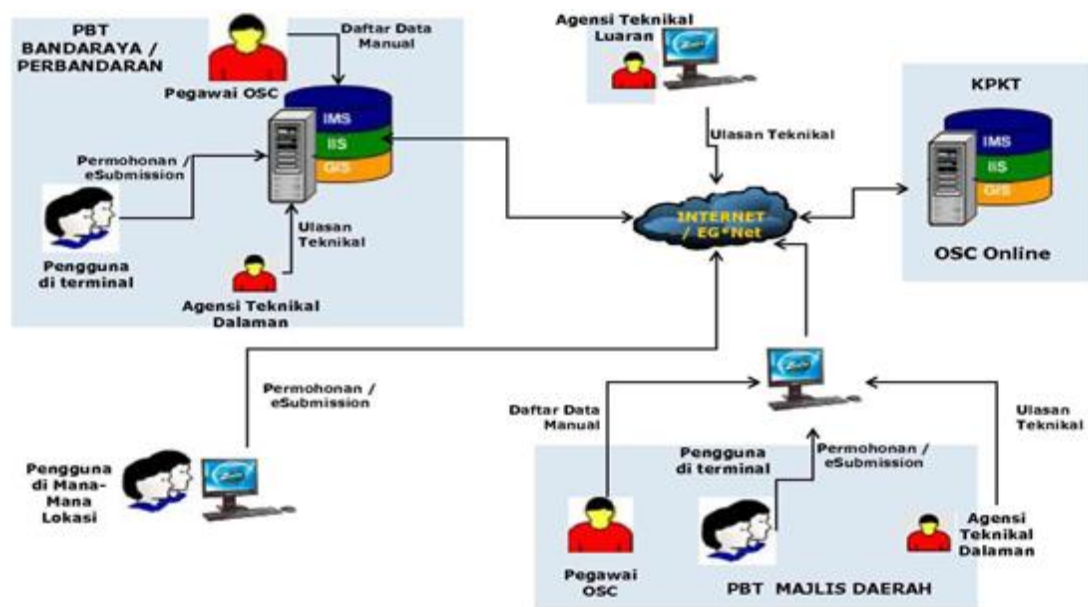 PBT
BANDARAYA /
PERBANDARAN
Daftar Data
Manual
Pegawai OSC
IMS
IIS
GIS
Permohonan /
eSubmission
Pengguna
di terminal
Ulasan
Teknikal
Agensi Teknikal
Dalaman
Agensi Teknikal
Luaran
Ulasan Teknikal
INTERNET
/ EG*Net
KPKT
IMS
IIS
GIS
OSC Online
Permohonan /
eSubmission
Pengguna
di Mana-
Mana
Lokasi
Daftar Data
Manual
Pengguna
di terminal
Permohonan /
eSubmission
Ulasan
Teknikal
Pegawai
OSC
Agensi
Teknikal
Dalaman
PBT MAJLIS DAERAH